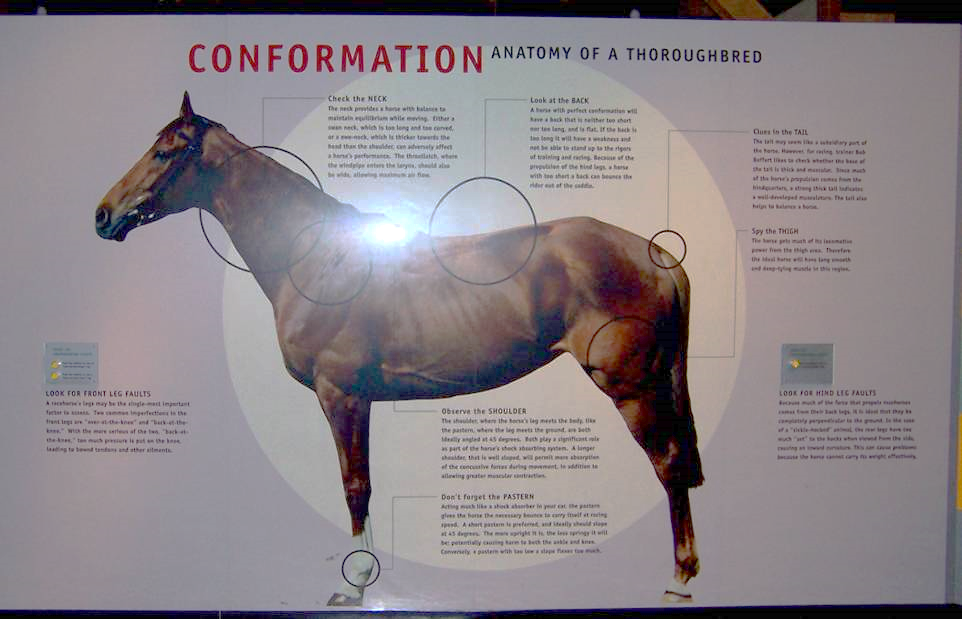 CONFORMATION ANATOMY OF A THOROUGHBRED
Check the NECK
The neck provides a horse with balance to
maintain equilibrium while moving. Either a
swan neck, which is too long and too curved,
or a ewe-neck, which is thicker towards the
head than the shoulder, can adversely affect
a horse's performance. The throatlatch, where
the windpipe enters the larynx, should also
be wide, allowing maximum air flow.
Look at the BACK
A horse with perfect conformation will
have a back that is neither too short
nor too long, and is flat. If the back is
too long it will have a weakness and
not be able to stand up to the rigors
of training and racing. Because of the
propulsion of the hind legs, a horse
with too short a back can bounce the
rider out of the saddle.
Clues in the TAIL
The tail may seem like a subsidiary part of
the horse. However, for racing, trainer Bob
Baffert likes to check whether the base of
the tail is thick and muscular. Since much
of the horse's propulsion comes from the
hindquarters, a strong thick tail indicates
a well-developed musculature. The tail also
helps to balance a horse.
Spy the THIGH
The horse gets much of its locomotive
power from the thigh area. Therefore
the ideal horse will have long smooth
and deep-lying muscle in this region.
LOOK FOR FRONT LEG FAULTS
A racehorse's legs may be the single-most important
factor to assess. Two common imperfections in the
front legs are "over-at-the-knee" and "back-at-the-
knee." With the more serious of the two, "back-at-
the-knee," too much pressure is put on the knee,
leading to bowed tendons and other ailments.
Observe the SHOULDER
The shoulder, where the horse's leg meets the body, like
the pastern, where the leg meets the ground, are both
ideally angled at 45 degrees. Both play a significant role
as part of the horse's shock absorbing system. A longer
shoulder, that is well sloped, will permit more absorption
of the concussive forces during movement, in addition to
allowing greater muscular contraction.
Don't forget the PASTERN
Acting much like a shock absorber in your car, the pastern
gives the horse the necessary bounce to carry itself at racing
speed. A short pastern is preferred, and ideally should slope
at 45 degrees. The more upright it is, the less springy it will
be; potentially causing harm to both the ankle and knee.
Conversely, a pastern with too low a slope flexes too much.
LOOK FOR HIND LEG FAULTS
Because much of the force that propels racehorses
comes from their back legs, it is ideal that they be
completely perpendicular to the ground. In the case
of a "sickle-hocked" animal, the rear legs have too
much "set" to the hocks when viewed from the side,
causing an inward curvature. This can cause problems
because the horse cannot carry its weight effectively.